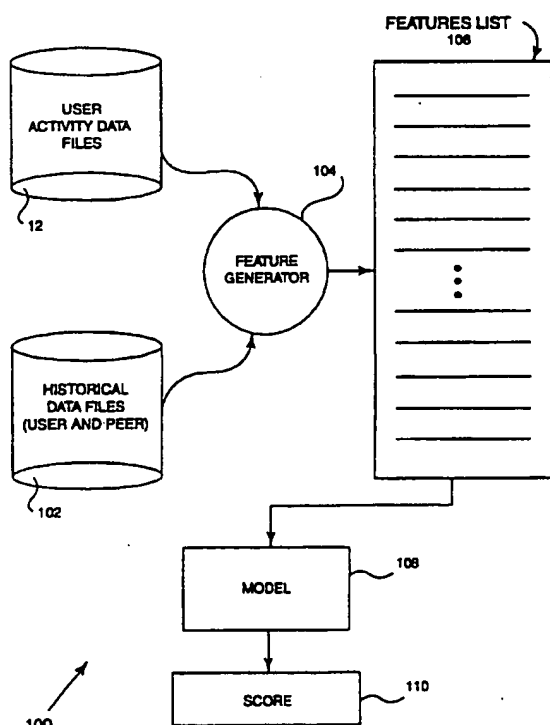 FEATURES LIST
106
USER
ACTIVITY DATA
FILES
12
104
FEATURE
GENERATOR
HISTORICAL
DATA FILES
(USER AND PEER)
102
MODEL
108
SCORE
110
100